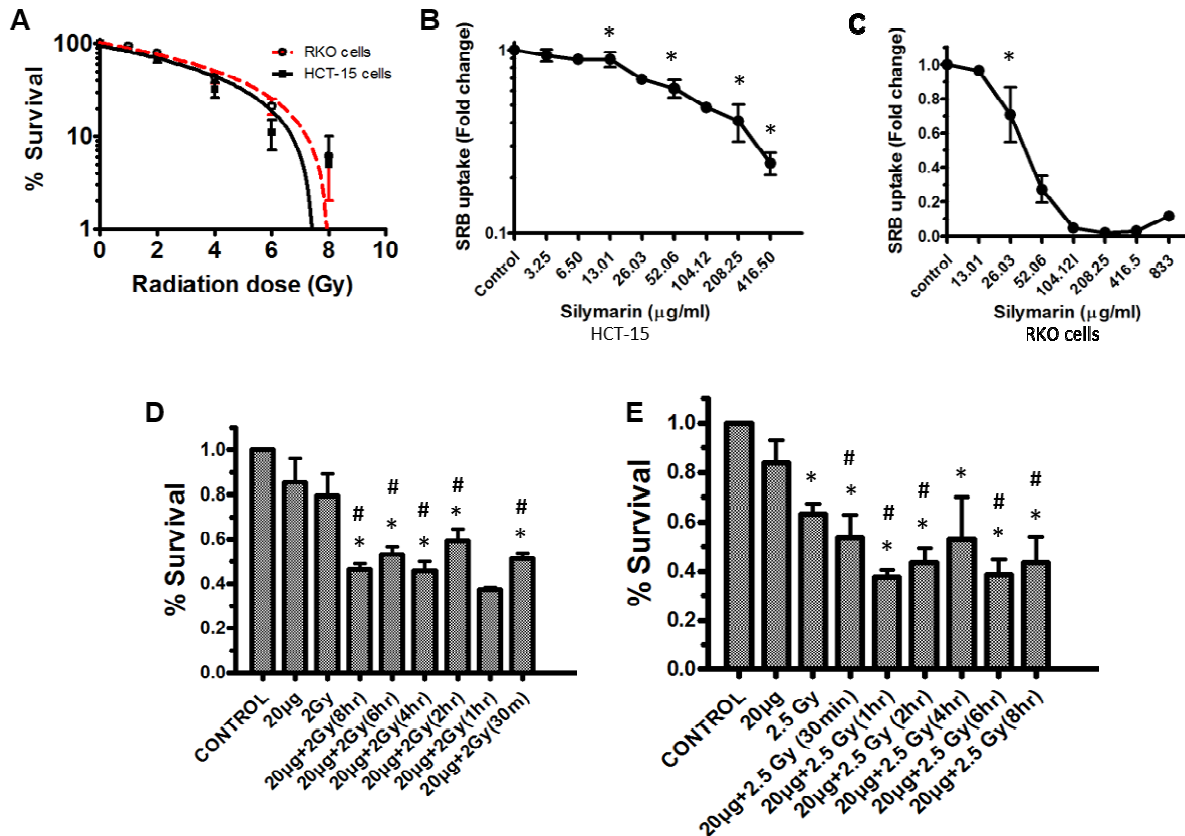 A
% Survival
100
10
1
0
2
4
6
8
10
Radiation dose (Gy)
RKO cells
HCT-15 cells
B
SRB uptake (Fold change)
1
0.1
*
*
*
*
Control
3.25
6.50
13.01
26.03
52.06
104.12
208.25
416.50
Silymarin (µg/ml)
HCT-15
C
SRB uptake (Fold change)
1.0
0.8
0.6
0.4
0.2
0.0
*
control
13.01
26.03
52.06
104.12l
208.25
416.5
833
Silymarin (µg/ml)
RKO cells
D
% Survival
1.0
0.8
0.6
0.4
0.2
0.0
#
*
#
*
#
*
#
*
#
*
CONTROL
20µg
2Gy
20µg+2Gy(8hr)
20µg+2Gy(6hr)
20µg+2Gy(4hr)
20µg+2Gy(2hr)
20µg+2Gy(1hr)
20µg+2Gy(30m)
E
% Survival
1.0
0.8
0.6
0.4
0.2
0.0
*
#
*
#
*
#
*
*
#
*
#
*
CONTROL
20µg
2.5 Gy
20µg+2.5 Gy (30min)
20µg+2.5 Gy (1hr)
20µg+2.5 Gy (2hr)
20µg+2.5 Gy(4hr)
20µg+2.5 Gy(6hr)
20µg+2.5 Gy(8hr)